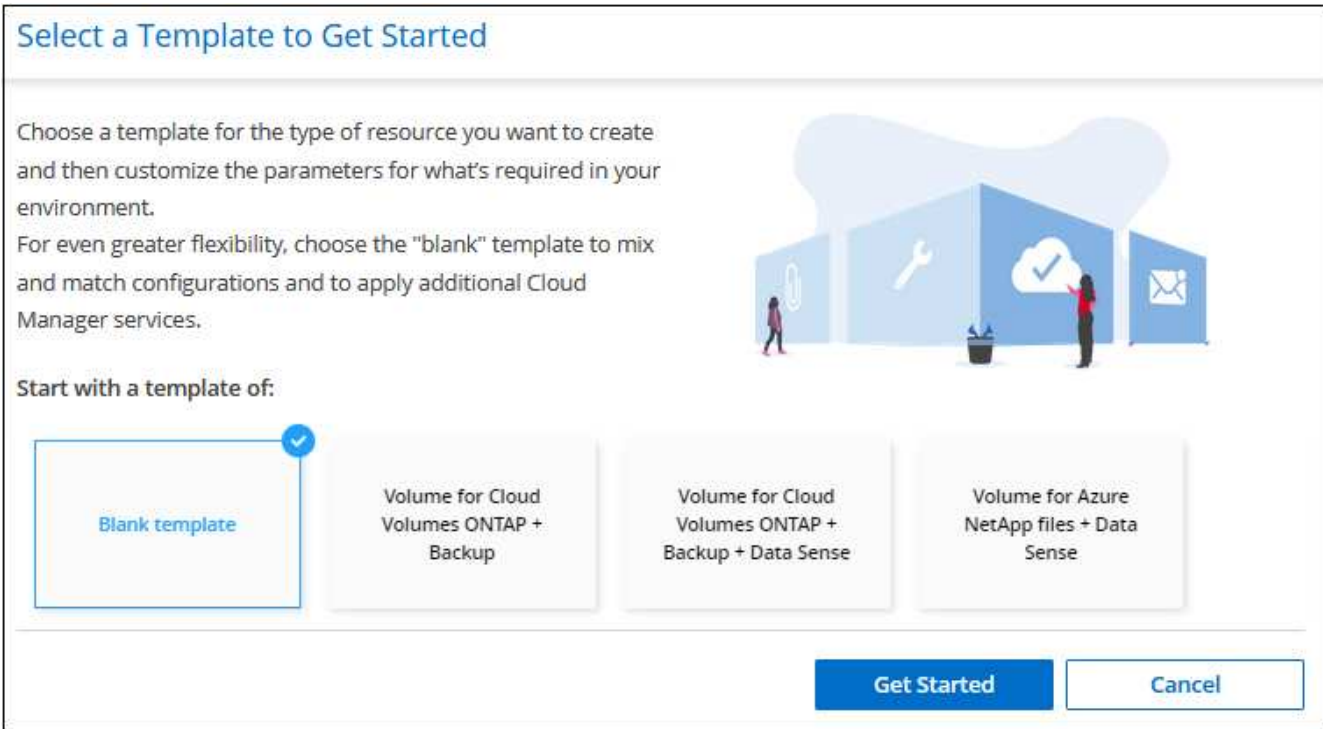 Select a Template to Get Started
Choose a template for the type of resource you want to create
and then customize the parameters for what's required in your
environment.
For even greater flexibility, choose the "blank" template to mix
and match configurations and to apply additional Cloud
Manager services.
Start with a template of:
Blank template
Volume for Cloud
Volumes ONTAP +
Backup
Volume for Cloud
Volumes ONTAP +
Backup + Data Sense
Volume for Azure
NetApp files + Data
Sense
Get Started
Cancel